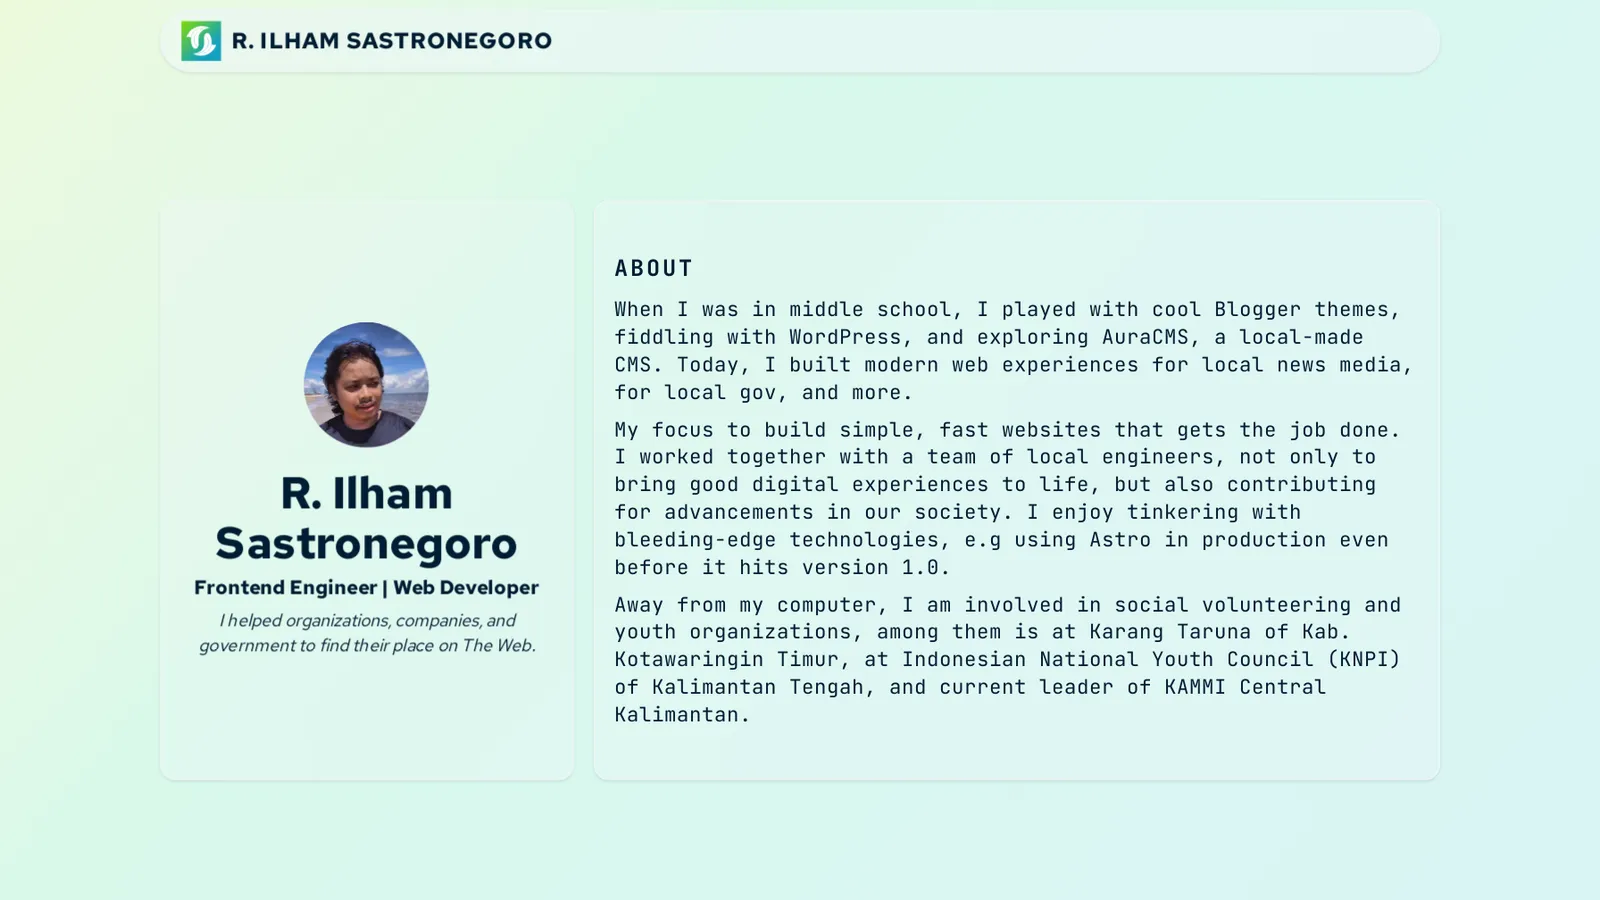 R. ILHAM SASTRONEGORO
R. Ilham
Sastronegoro
Frontend Engineer | Web Developer
I helped organizations, companies, and
government to find their place on The Web.
ABOUT
When I was in middle school, I played with cool Blogger themes,
fiddling with WordPress, and exploring AuraCMS, a local-made
CMS. Today, I built modern web experiences for local news media,
for local gov, and more.
My focus to build simple, fast websites that gets the job done.
I worked together with a team of local engineers, not only to
bring good digital experiences to life, but also contributing
for advancements in our society. I enjoy tinkering with
bleeding-edge technologies, e.g using Astro in production even
before it hits version 1.0.
Away from my computer, I am involved in social volunteering and
youth organizations, among them is at Karang Taruna of Kab.
Kotawaringin Timur, at Indonesian National Youth Council (KNPI)
of Kalimantan Tengah, and current leader of KAMMI Central
Kalimantan.